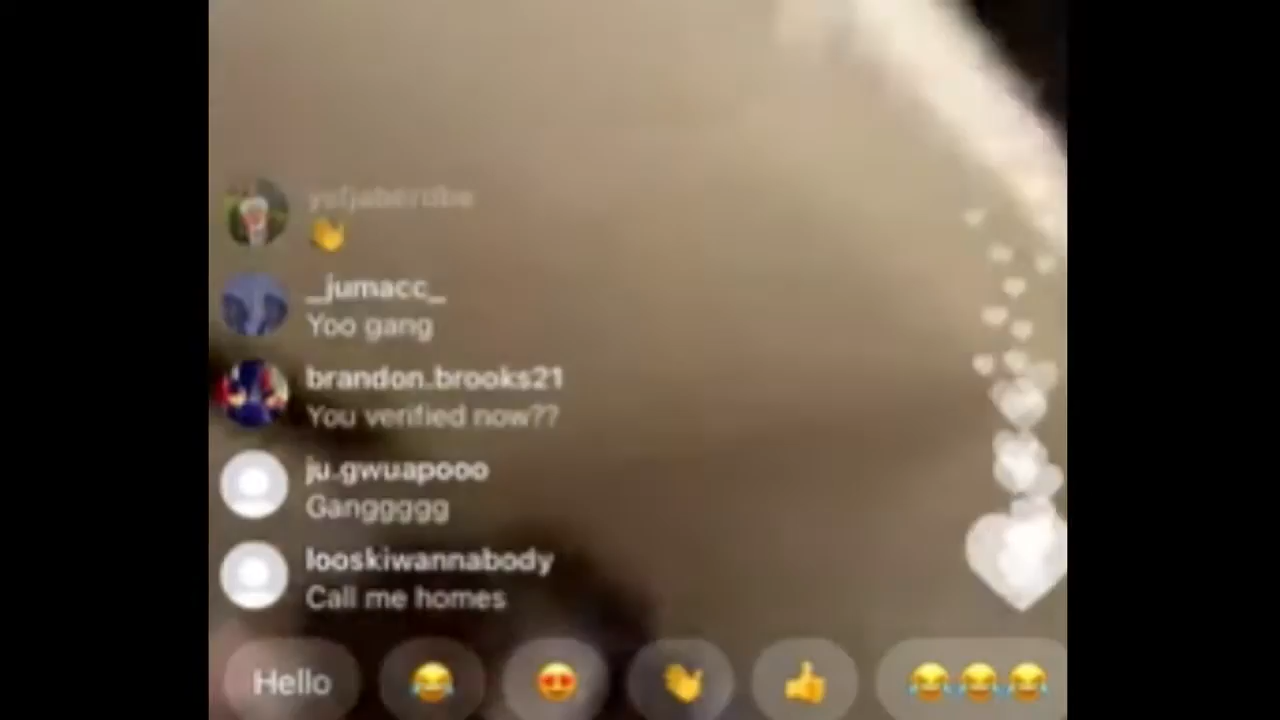 👋
_jumacc_
Yoo gang
brandon.brooks21
You verified now??
ju.gwuapooo
Ganggggg
looskiwannabody
Call me homes
Hello 😂 😍 👋 👍 😂😂😂